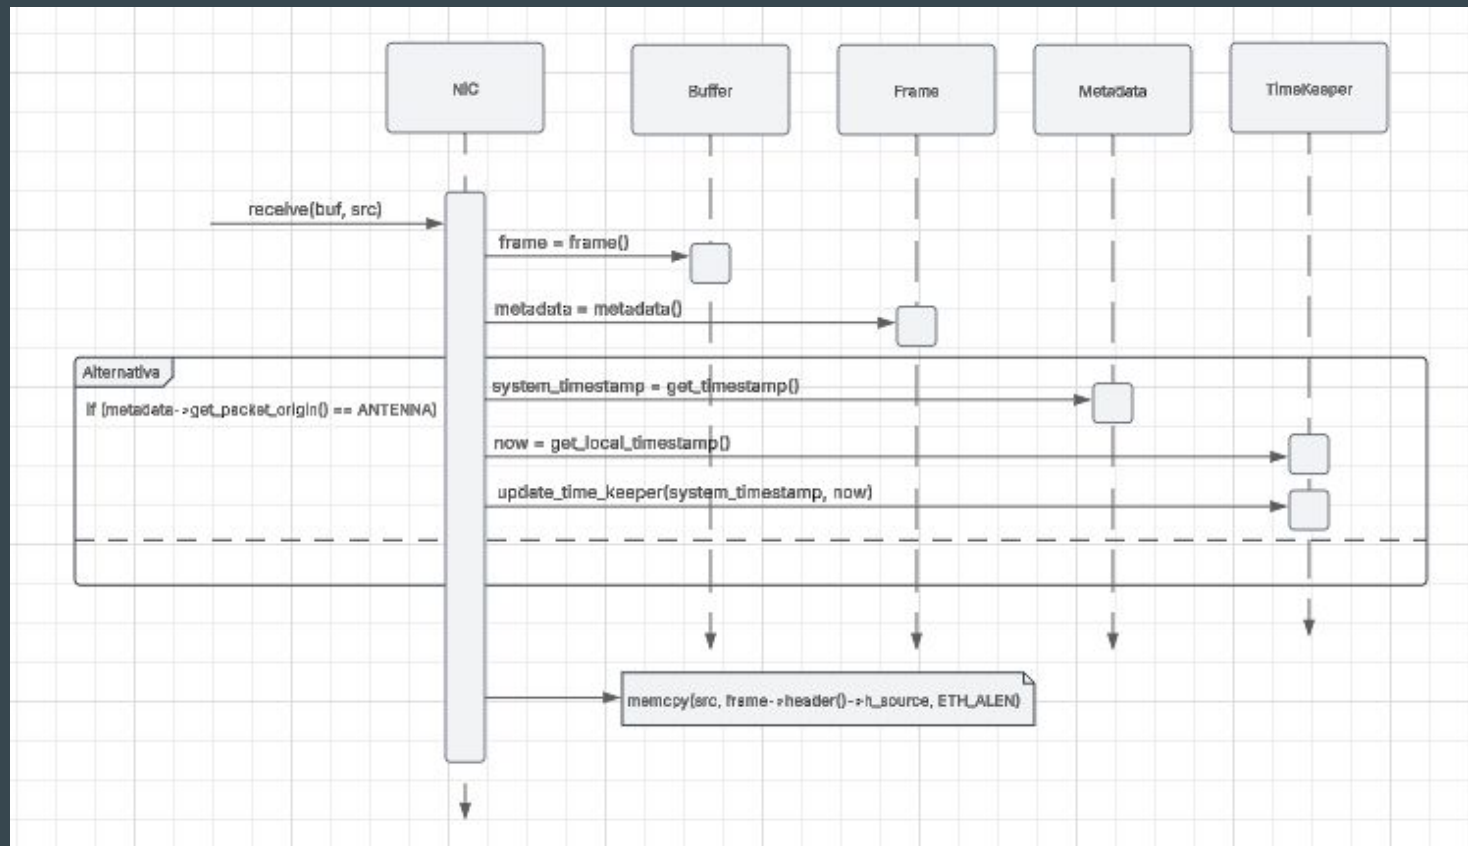 NIC
Buffer
Frame
Metadata
TimeKeeper
receive(buf, src)
frame = frame()
metadata = metadata()
Alternativa
if (metadata->get_packet_origin() == ANTENNA)
system_timestamp = get_timestamp()
now = get_local_timestamp()
update_time_keeper(system_timestamp, now)
memcpy(src, frame->header()->h_source, ETH_ALEN)